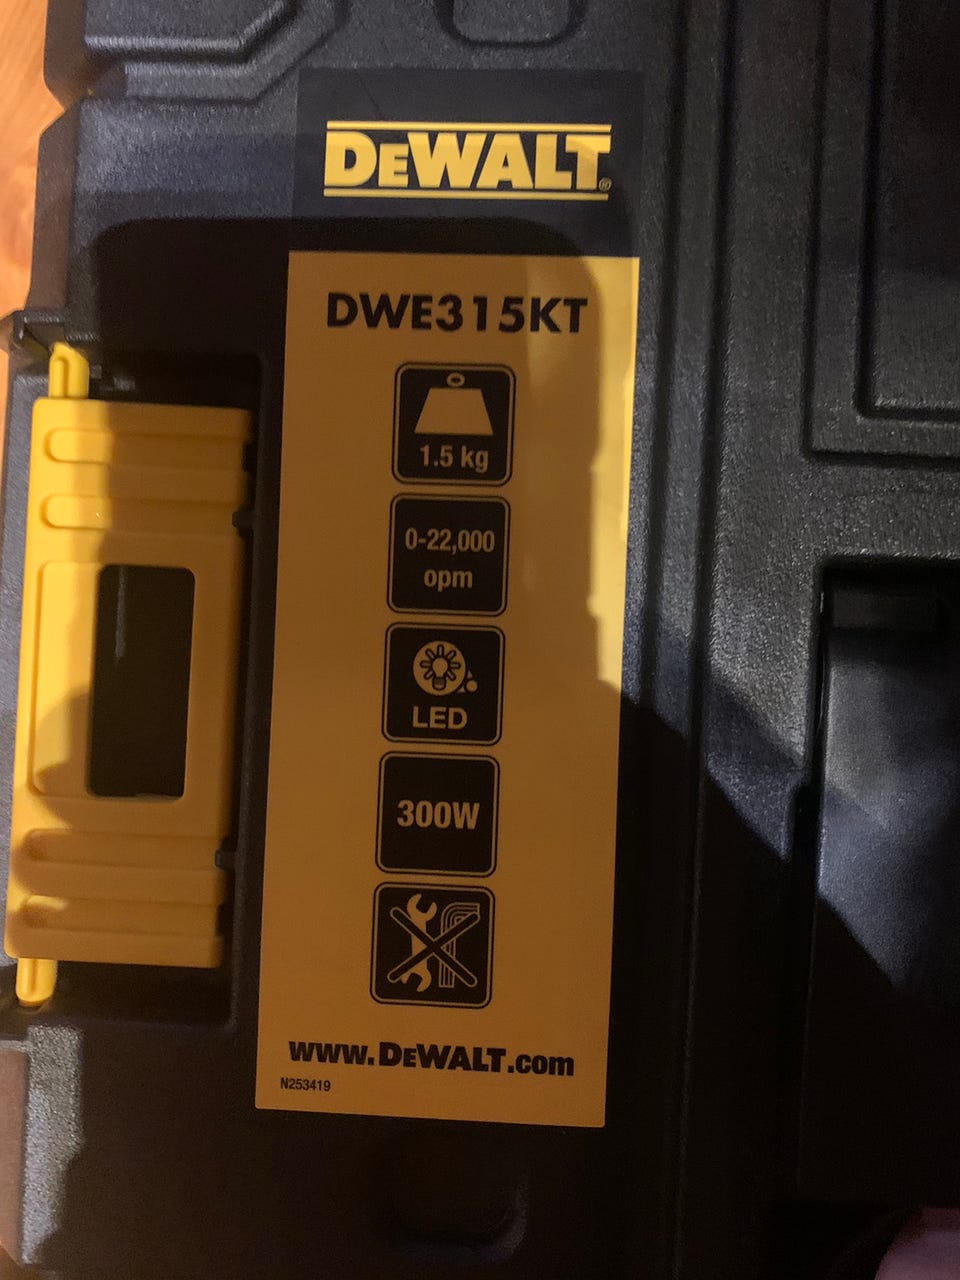 DEWALT®
DWE315KT
1.5 kg
0-22,000
opm
LED
300W
www.DEWALT.com
N253419